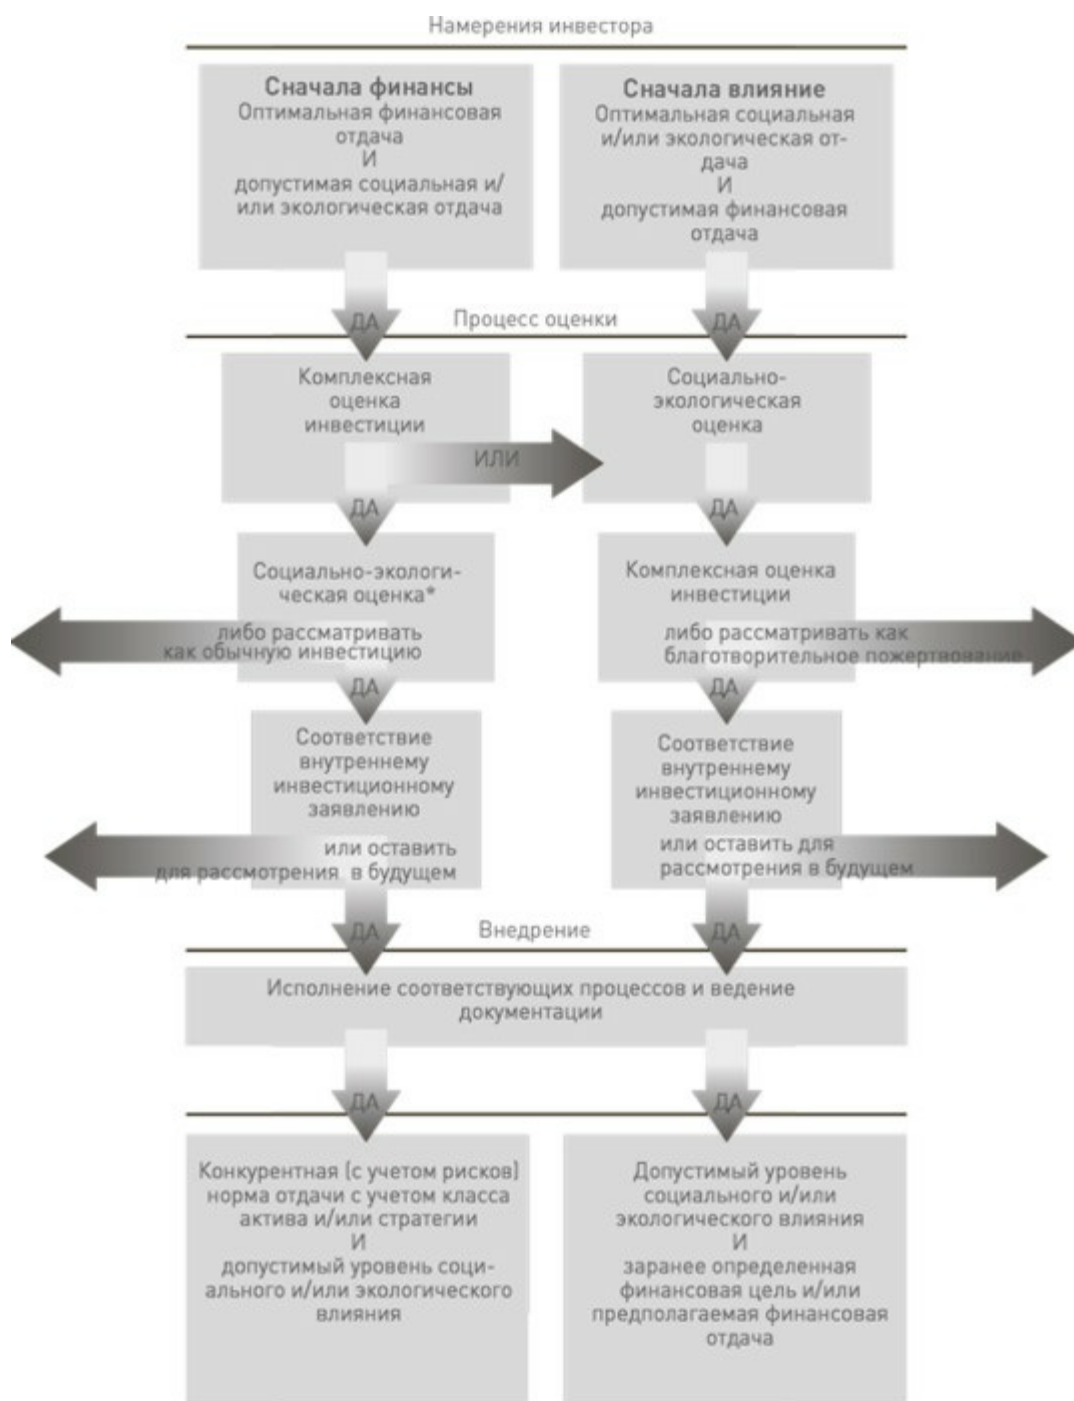 Намерения инвестора
Сначала финансы
Оптимальная финансовая
отдача
И
допустимая социальная и/
или экологическая отдача
Сначала влияние
Оптимальная социальная
и/или экологическая от-
дача
И
допустимая финансовая
отдача
ДА
Процесс оценки
ДА
Комплексная
оценка
инвестиции
ИЛИ
Социально-
экологическая
оценка
ДА
ДА
Социально-экологи-
ческая оценка*
либо рассматривать
как обычную инвестицию
Комплексная оценка
инвестиции
либо рассматривать как
благотворительное пожертвование
ДА
ДА
Соответствие
внутреннему
инвестиционному
заявлению
или оставить
для рассмотрения в будущем
Соответствие
внутреннему
инвестиционному
заявлению
или оставить для
рассмотрения в будущем
ДА
Внедрение
ДА
Исполнение соответствующих процессов и ведение
документации
ДА
ДА
Конкурентная (с учетом рисков)
норма отдачи с учетом класса
актива и/или стратегии
И
допустимый уровень соци-
ального и/или экологического
влияния
Допустимый уровень
социального и/или
экологического влияния
И
заранее определенная
финансовая цель и/или
предполагаемая финансовая
отдача